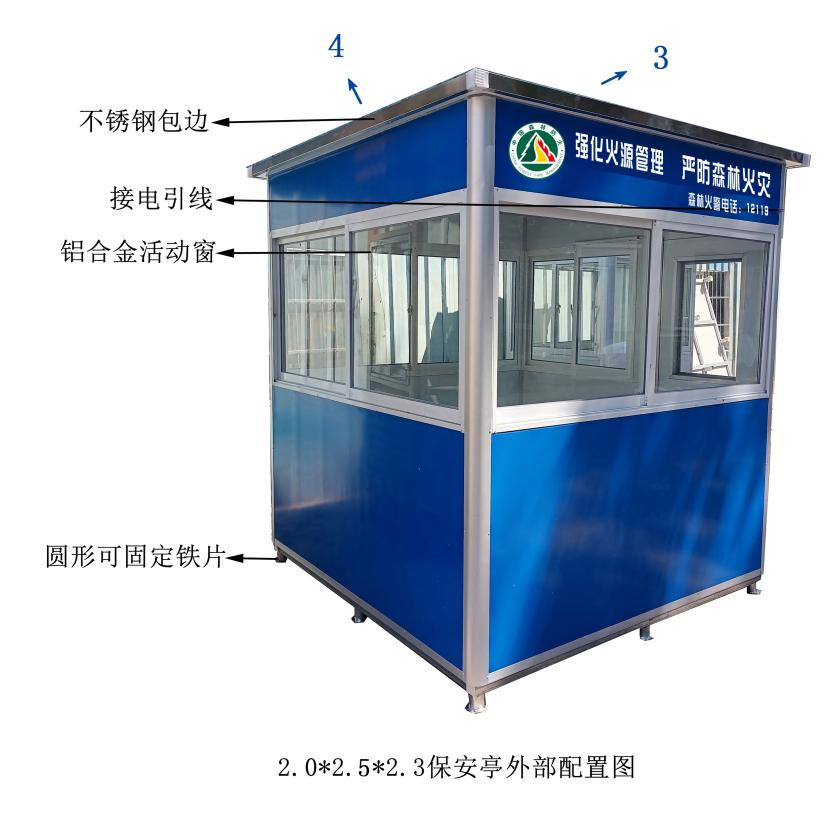 4
3
不锈钢包边
强化火源管理 严防森林火灾
接电引线
森林火警电话：12119
铝合金活动窗
圆形可固定铁片
2.0*2.5*2.3保安亭外部配置图